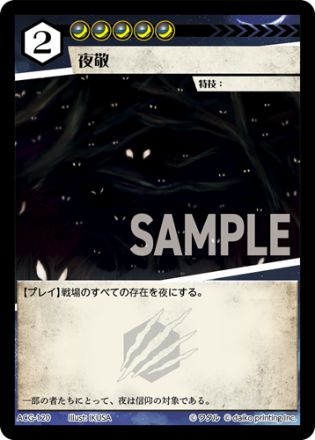 2
夜敬
特技：
SAMPLE
【プレイ】戦場のすべての存在を夜にする。
一部の者たちにとって、夜は信仰の対象である。
ACG-120 Illust: IKUSA © ワタル © daiko printing inc.